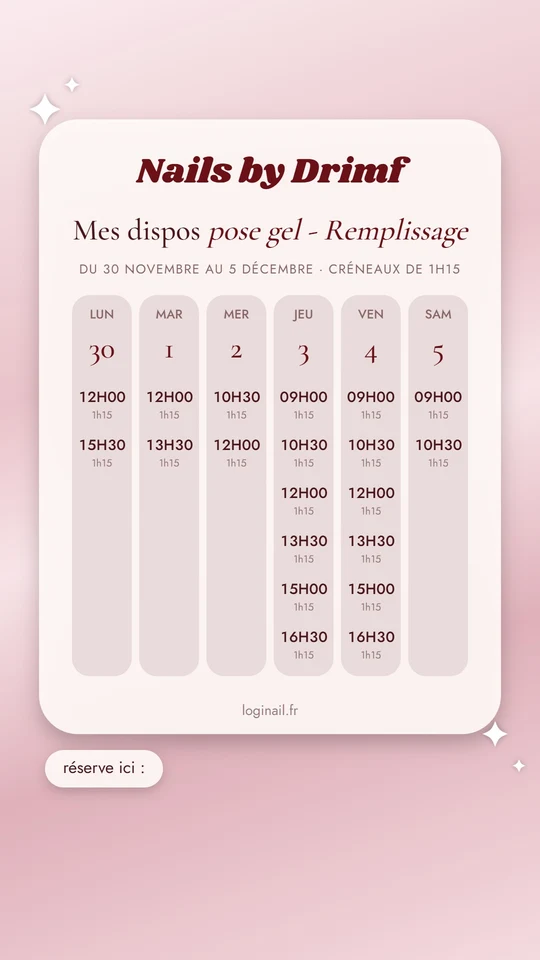 Nails by Drimf
Mes dispos pose gel - Remplissage
DU 30 NOVEMBRE AU 5 DÉCEMBRE · CRÉNEAUX DE 1H15
LUN MAR MER JEU VEN SAM
30 1 2 3 4 5
12H00 12H00 10H30 09H00 09H00 09H00
1h15 1h15 1h15 1h15 1h15 1h15
15H30 13H30 12H00 10H30 10H30 10H30
1h15 1h15 1h15 1h15 1h15 1h15
12H00 12H00
1h15 1h15
13H30 13H30
1h15 1h15
15H00 15H00
1h15 1h15
16H30 16H30
1h15 1h15
loginail.fr
réserve ici :